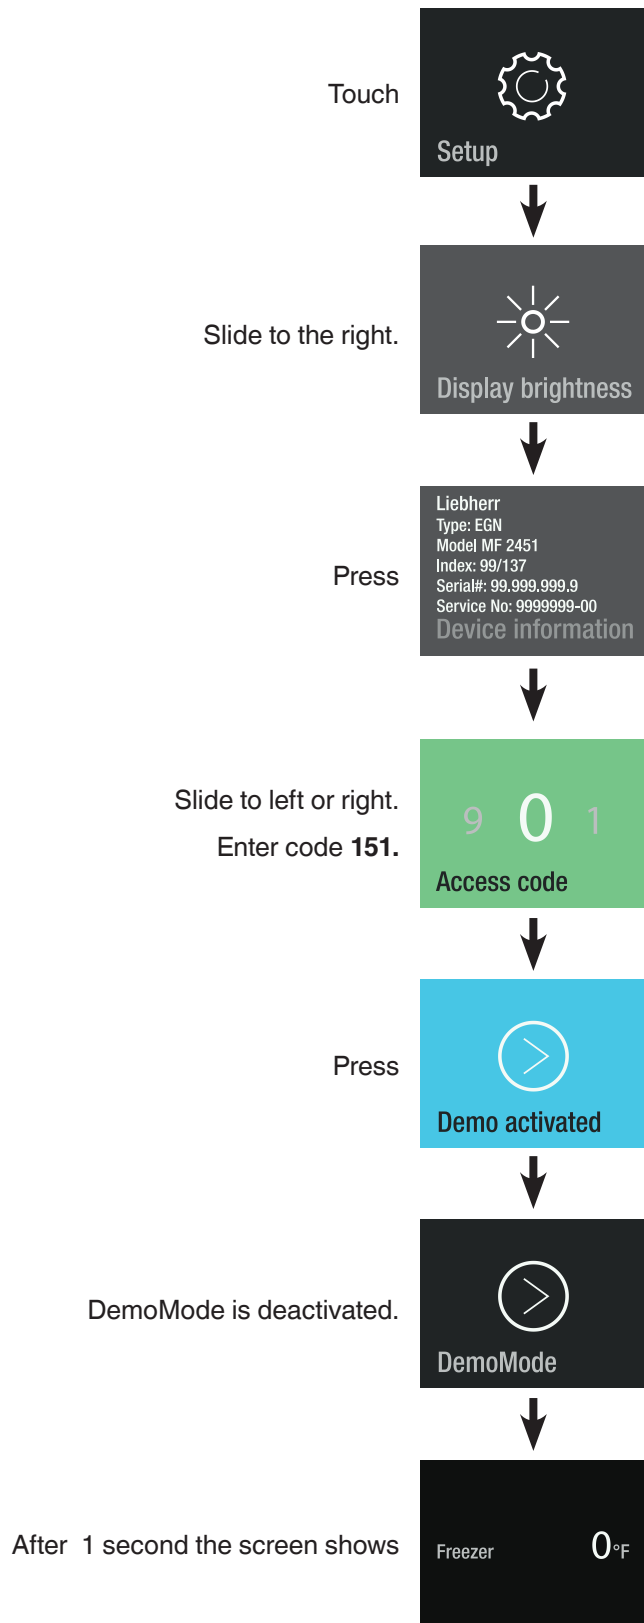 Touch
Setup
Slide to the right.
Display brightness
Press
Liebherr
Type: EGN
Model MF 2451
Index: 99/137
Serial#: 99.999.999.9
Service No: 9999999-00
Device information
Slide to left or right.
Enter code 151.
9 0 1
Access code
Press
Demo activated
DemoMode is deactivated.
DemoMode
After 1 second the screen shows
Freezer 0°F